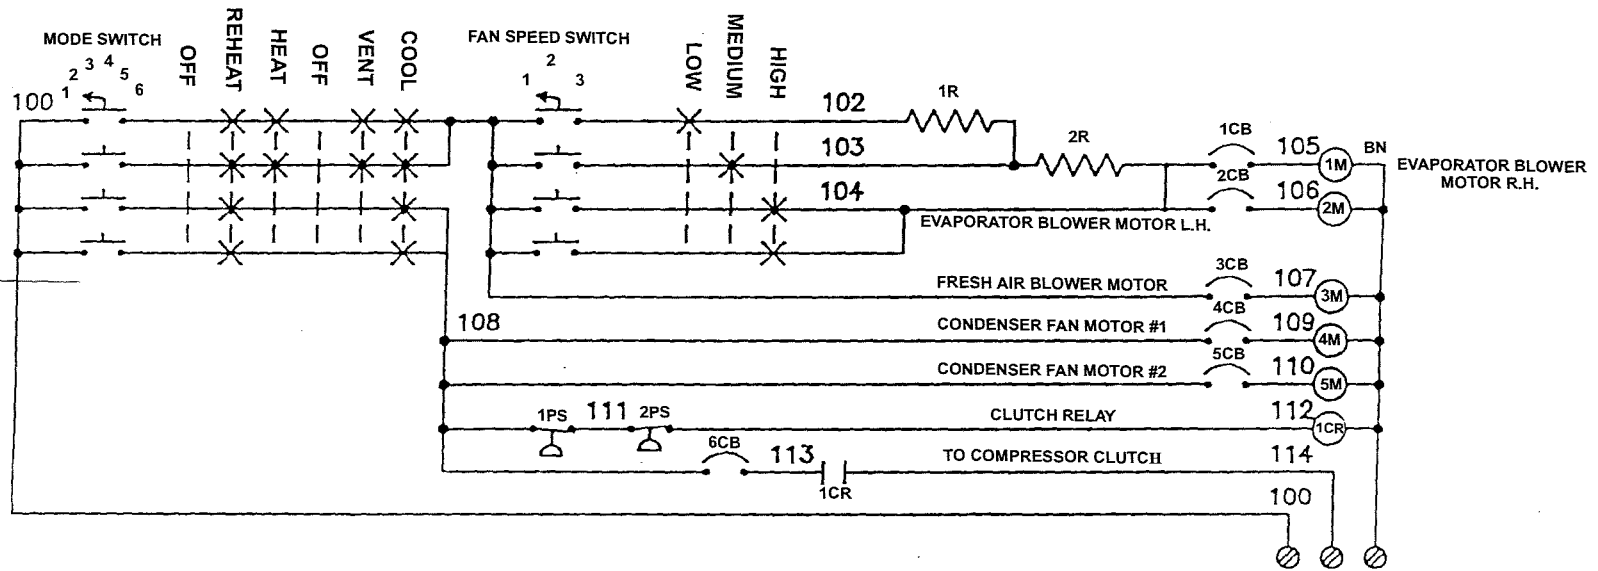 MODE SWITCH
1 2 3 4 5 6
OFF
REHEAT
HEAT
OFF
VENT
COOL
FAN SPEED SWITCH
1 2 3
LOW
MEDIUM
HIGH
100
102
1R
103
2R
1CB
105
1M
BN
EVAPORATOR BLOWER
MOTOR R.H.
104
2CB
106
2M
EVAPORATOR BLOWER MOTOR L.H.
FRESH AIR BLOWER MOTOR
3CB
107
3M
108
CONDENSER FAN MOTOR #1
4CB
109
4M
CONDENSER FAN MOTOR #2
5CB
110
5M
1PS
111
2PS
CLUTCH RELAY
112
1CR
6CB
113
1CR
TO COMPRESSOR CLUTCH
114
100